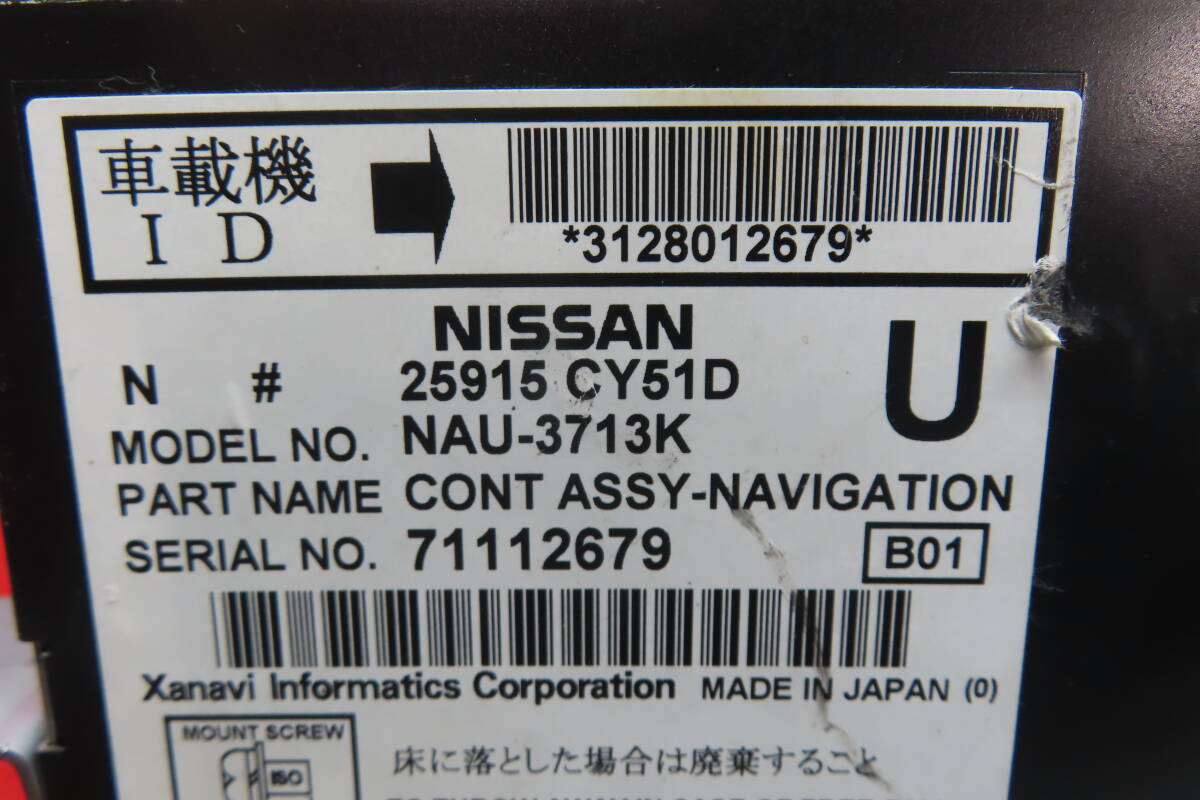 車載機
ID
*3128012679*
NISSAN
U
N # 25915 CY51D
MODEL NO. NAU-3713K
PART NAME CONT ASSY-NAVIGATION
SERIAL NO. 71112679
B01
Xanavi Informatics Corporation MADE IN JAPAN (0)
MOUNT SCREW
ISO
床に落とした場合は廃棄すること